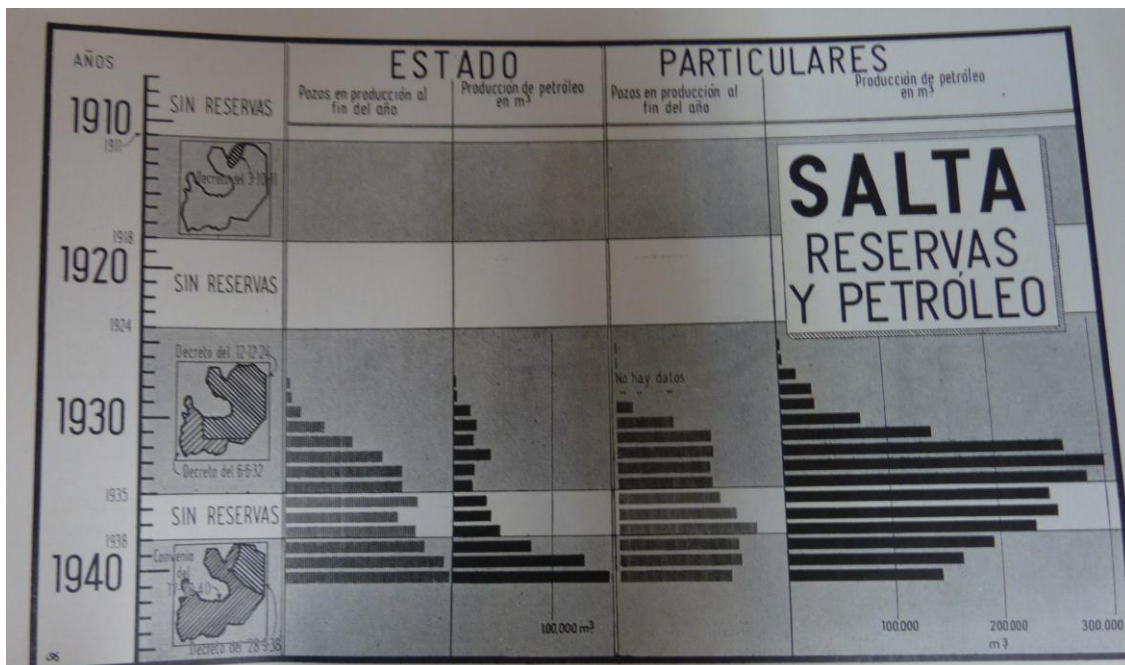 AÑOS
ESTADO
PARTICULARES
Pozos en producción al
fin del año
Producción de petróleo
en m³
Pozos en producción al
fin del año
Producción de petróleo
en m³
1910
SIN RESERVAS
1911
Decreto del 3-10-11
SALTA
RESERVAS
Y PETRÓLEO
1918
1920
SIN RESERVAS
1924
Decreto del 12-12-24
No hay datos
1930
Decreto del 6-6-32
1935
SIN RESERVAS
1938
Convenio
del
1940
Decreto del 28-9-38
100.000 m³
100.000
200.000
300.000
m³